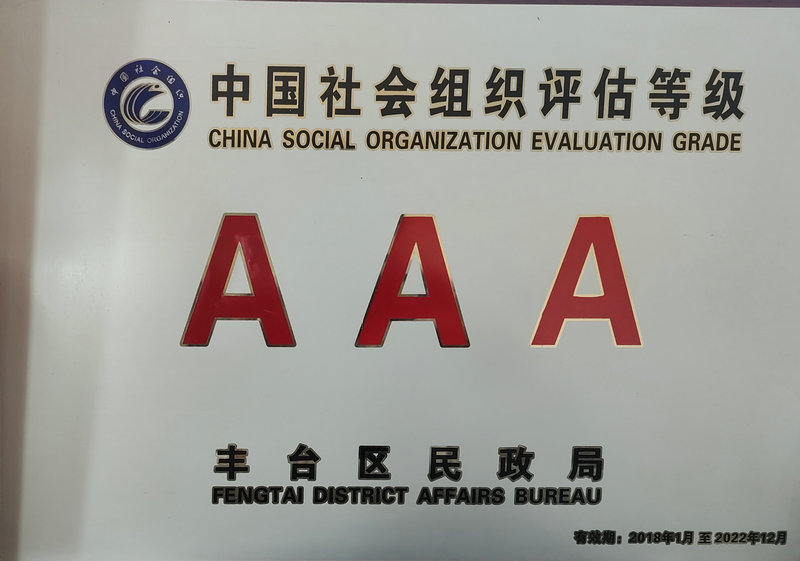 中国社会组织
CHINA SOCIAL ORGANIZATION
中国社会组织评估等级
CHINA SOCIAL ORGANIZATION EVALUATION GRADE
AAA
丰台区民政局
FENGTAI DISTRICT AFFAIRS BUREAU
有效期：2018年1月 至 2022年12月